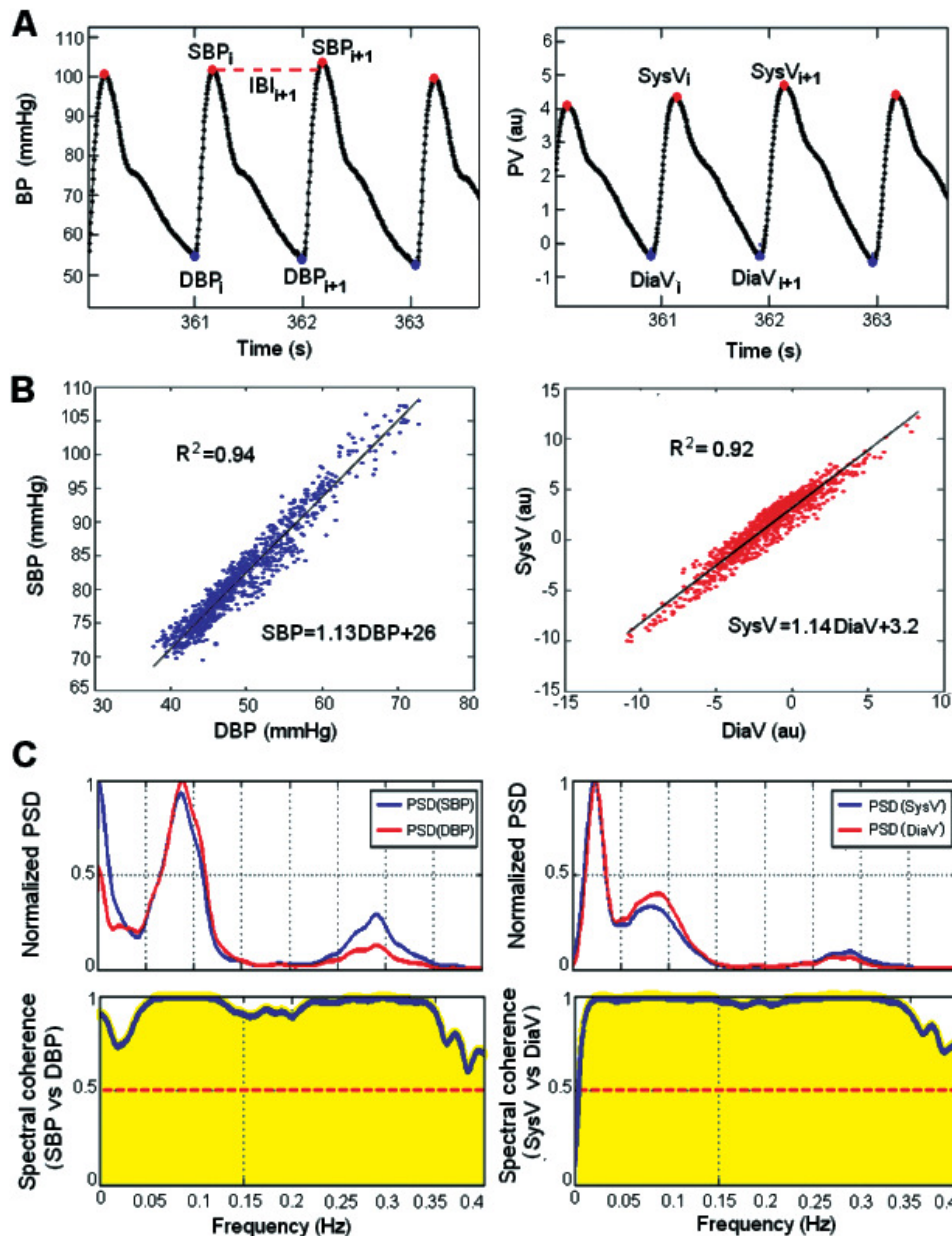 A
110
100
90
80
70
60
50
BP (mmHg)
SBPi
SBPi+1
IBIi+1
DBPi
DBPi+1
361
362
363
Time (s)
6
5
4
3
2
1
0
-1
PV (au)
SysVi
SysVi+1
DiaVi
DiaVi+1
361
362
363
Time (s)
B
110
105
100
95
90
85
80
75
70
65
SBP (mmHg)
R2=0.94
SBP=1.13DBP+26
30
40
50
60
70
80
DBP (mmHg)
15
10
5
0
-5
-10
-15
SysV (au)
R2=0.92
SysV=1.14DiaV+3.2
-15
-10
-5
0
5
10
DiaV (au)
C
1
0.5
0
Normalized PSD
PSD(SBP)
PSD(DBP)
1
0.5
0
Normalized PSD
PSD(SysV)
PSD(DiaV)
1
0.5
0
Spectral coherence
(SBP vs DBP)
0
0.05
0.1
0.15
0.2
0.25
0.3
0.35
0.4
Frequency (Hz)
1
0.5
0
Spectral coherence
(SysV vs DiaV)
0
0.05
0.1
0.15
0.2
0.25
0.3
0.35
0.4
Frequency (Hz)